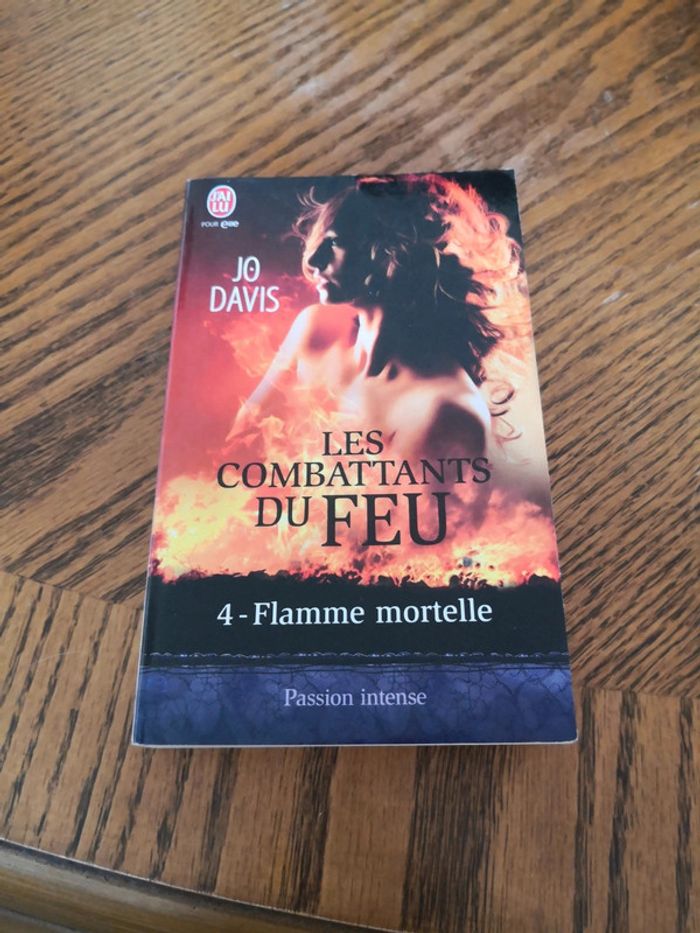 J'AI
LU
POUR elle
JO
DAVIS
LES
COMBATTANTS
DU FEU
4 - Flamme mortelle
Passion intense